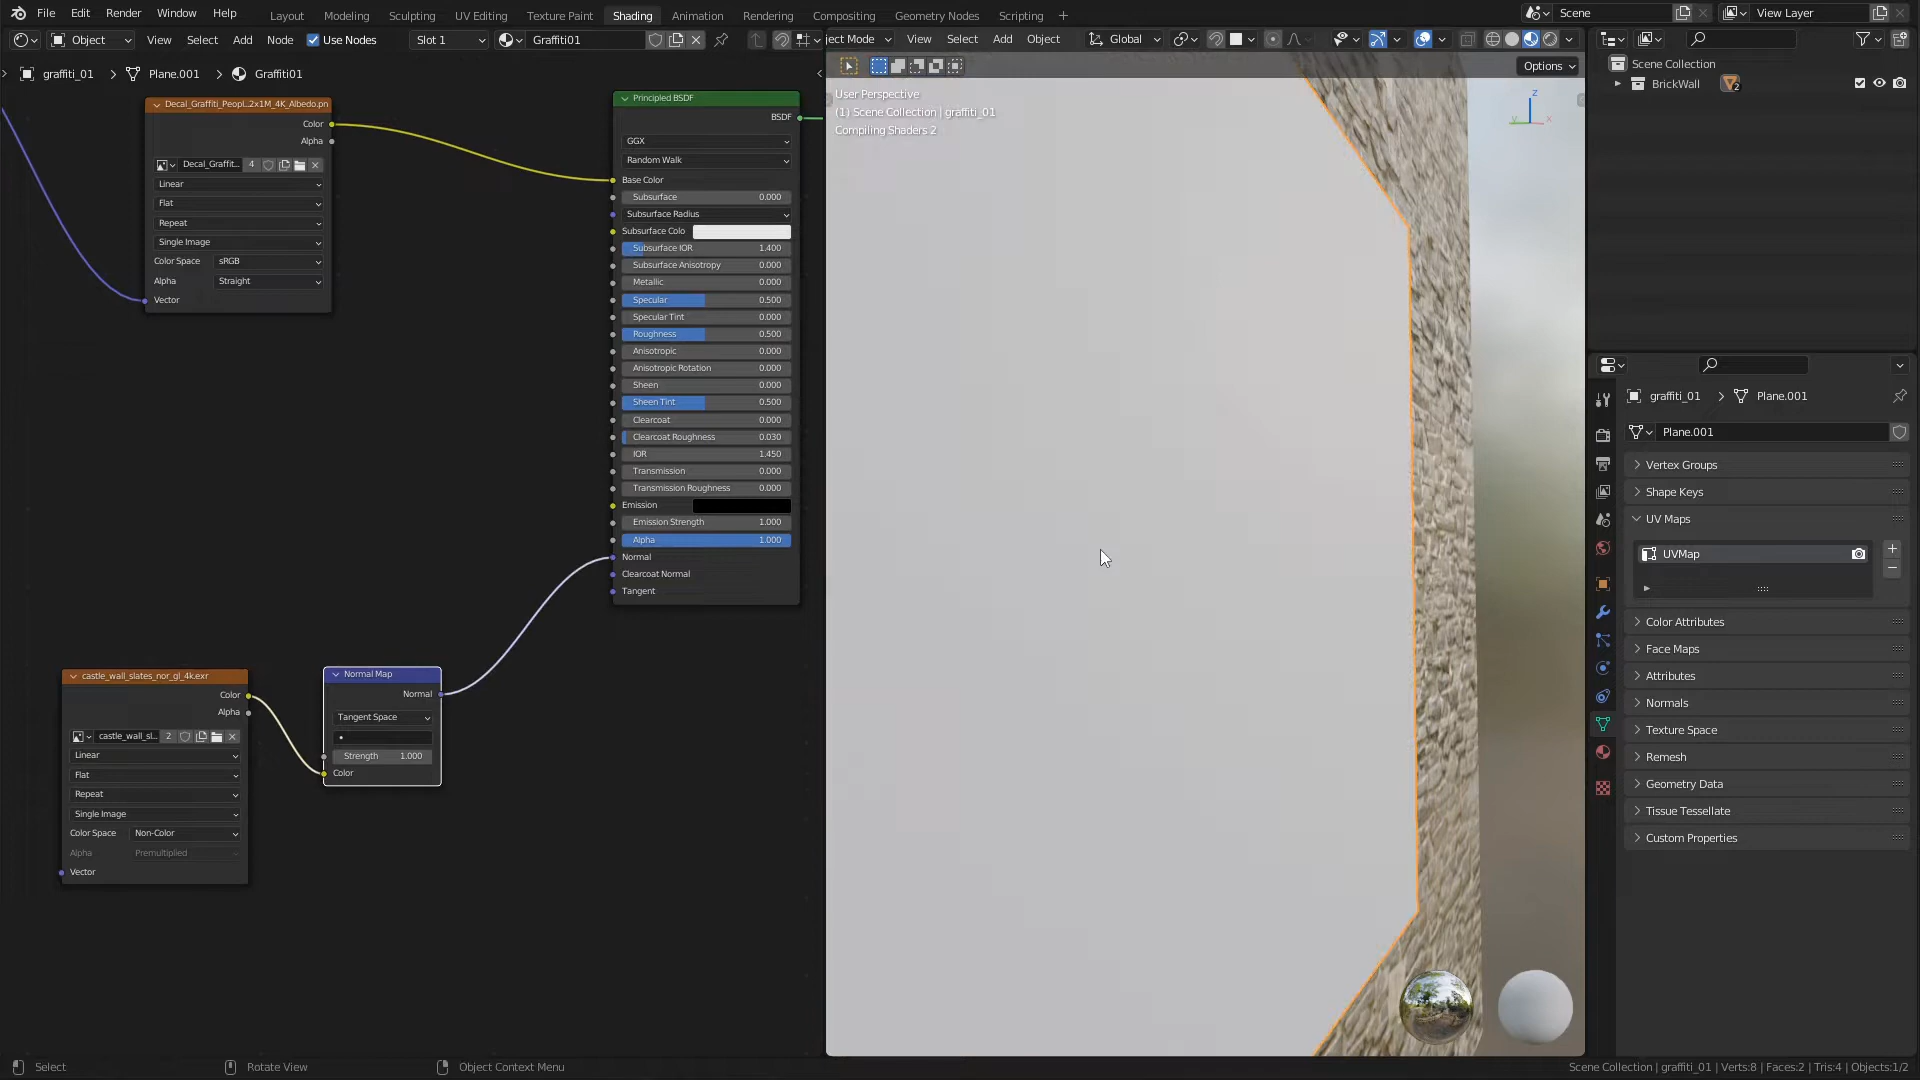 File Edit Render Window Help Layout Modeling Sculpting UV Editing Texture Paint Shading Animation Rendering Compositing Geometry Nodes Scripting + Scene View Layer
Object View Select Add Node Use Nodes Slot 1 Graffiti01
ject Mode View Select Add Object Global
graffiti_01 > Plane.001 > Graffiti01
Options
Decal_Graffiti_Peopl..2x1M_4K_Albedo.pn
Color
Alpha
Decal_Graffit... 4
Linear
Flat
Repeat
Single Image
Color Space sRGB
Alpha Straight
Vector
Principled BSDF
BSDF
GGX
Random Walk
Base Color
Subsurface 0.000
Subsurface Radius
Subsurface Colo
Subsurface IOR 1.400
Subsurface Anisotropy 0.000
Metallic 0.000
Specular 0.500
Specular Tint 0.000
Roughness 0.500
Anisotropic 0.000
Anisotropic Rotation 0.000
Sheen 0.000
Sheen Tint 0.500
Clearcoat 0.000
Clearcoat Roughness 0.030
IOR 1.450
Transmission 0.000
Transmission Roughness 0.000
Emission
Emission Strength 1.000
Alpha 1.000
Normal
Clearcoat Normal
Tangent
castle_wall_slates_nor_gl_4k.exr
Color
Alpha
castle_wall_sl... 2
Linear
Flat
Repeat
Single Image
Color Space Non-Color
Alpha Premultiplied
Vector
Normal Map
Normal
Tangent Space
Strength 1.000
Color
User Perspective
(1) Scene Collection | graffiti_01
Compiling Shaders 2
Z
Y
X
Scene Collection
BrickWall 2
graffiti_01 > Plane.001
Plane.001
Vertex Groups
Shape Keys
UV Maps
UVMap
Color Attributes
Face Maps
Attributes
Normals
Texture Space
Remesh
Geometry Data
Tissue Tessellate
Custom Properties
Select Rotate View Object Context Menu Scene Collection | graffiti_01 | Verts:8 | Faces:2 | Tris:4 | Objects:1/2